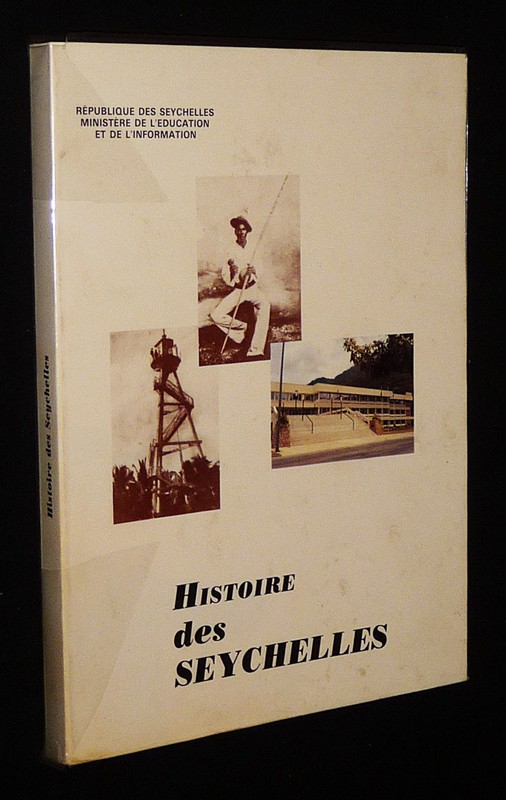 RÉPUBLIQUE DES SEYCHELLES
MINISTÈRE DE L'EDUCATION
ET DE L'INFORMATION
Histoire des Seychelles
HISTOIRE
des
SEYCHELLES